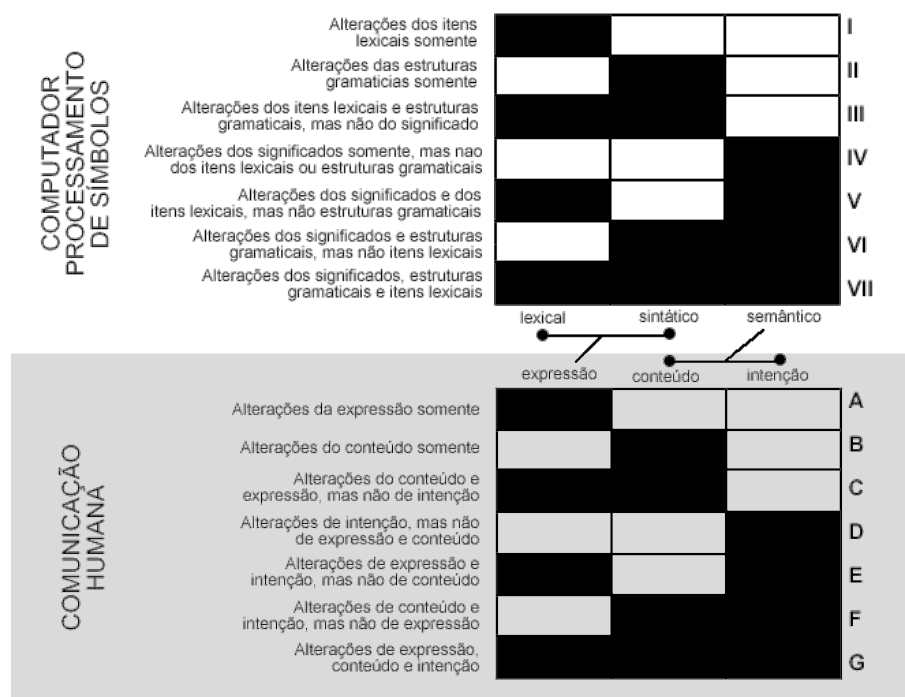 COMPUTADOR
PROCESSAMENTO
DE SÍMBOLOS
Alterações dos itens
lexicais somente
I
Alterações das estruturas
gramaticias somente
II
Alterações dos itens lexicais e estruturas
gramaticais, mas não do significado
III
Alterações dos significados somente, mas nao
dos itens lexicais ou estruturas gramaticais
IV
Alterações dos significados e dos
itens lexicais, mas não estruturas gramaticais
V
Alterações dos significados e estruturas
gramaticais, mas não itens lexicais
VI
Alterações dos significados, estruturas
gramaticais e itens lexicais
VII
lexical sintático semântico
expressão conteúdo intenção
COMUNICAÇÃO
HUMANA
Alterações da expressão somente
A
Alterações do conteúdo somente
B
Alterações do conteúdo e
expressão, mas não de intenção
C
Alterações de intenção, mas não
de expressão e conteúdo
D
Alterações de expressão e
intenção, mas não de conteúdo
E
Alterações de conteúdo e
intenção, mas não de expressão
F
Alterações de expressão,
conteúdo e intenção
G